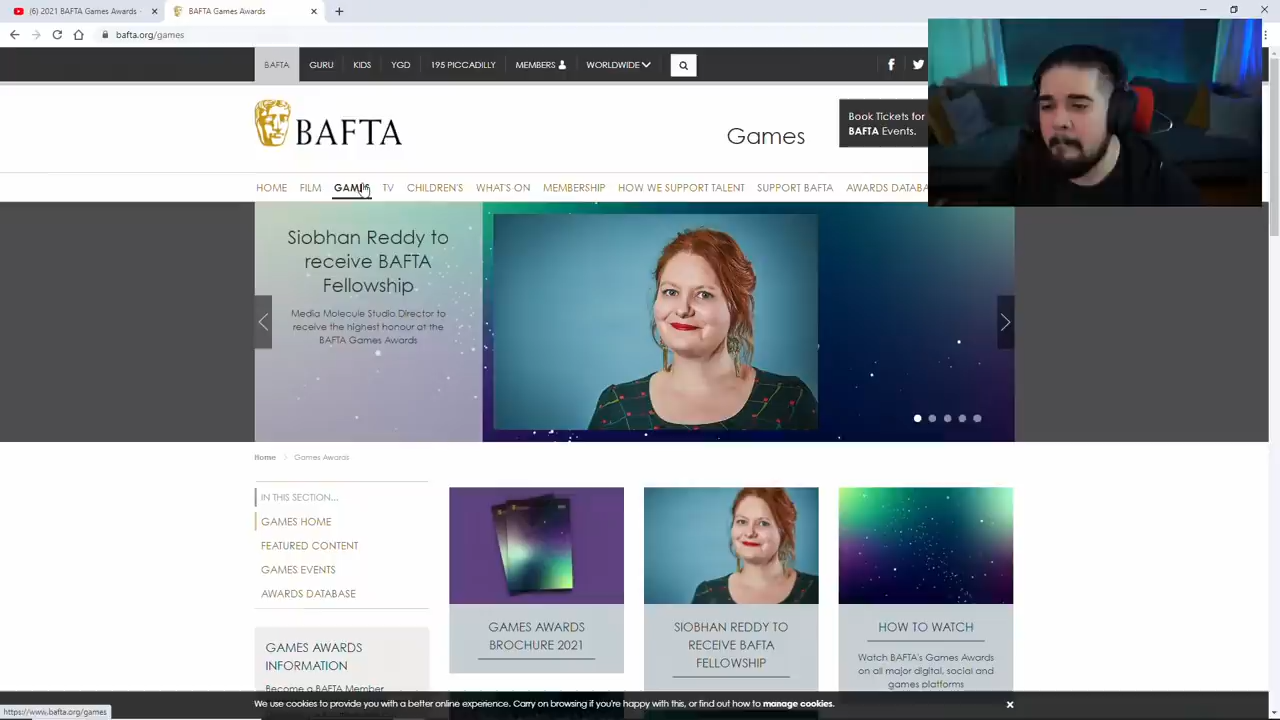 (6) 2021 BAFTA Games Awards -
BAFTA Games Awards
bafta.org/games
BAFTA GURU KIDS YGD 195 PICCADILLY MEMBERS WORLDWIDE
BAFTA
Games
Book Tickets for
BAFTA Events.
HOME FILM GAMES TV CHILDREN'S WHAT'S ON MEMBERSHIP HOW WE SUPPORT TALENT SUPPORT BAFTA AWARDS DATABA
Siobhan Reddy to
receive BAFTA
Fellowship
Media Molecule Studio Director to
receive the highest honour at the
BAFTA Games Awards
Home Games Awards
IN THIS SECTION...
GAMES HOME
FEATURED CONTENT
GAMES EVENTS
AWARDS DATABASE
GAMES AWARDS
INFORMATION
Become a BAFTA Member
GAMES AWARDS
BROCHURE 2021
SIOBHAN REDDY TO
RECEIVE BAFTA
FELLOWSHIP
HOW TO WATCH
Watch BAFTA's Games Awards
on all major digital, social and
games platforms
We use cookies to provide you with a better online experience. Carry on browsing if you're happy with this, or find out how to manage cookies.
https://www.bafta.org/games